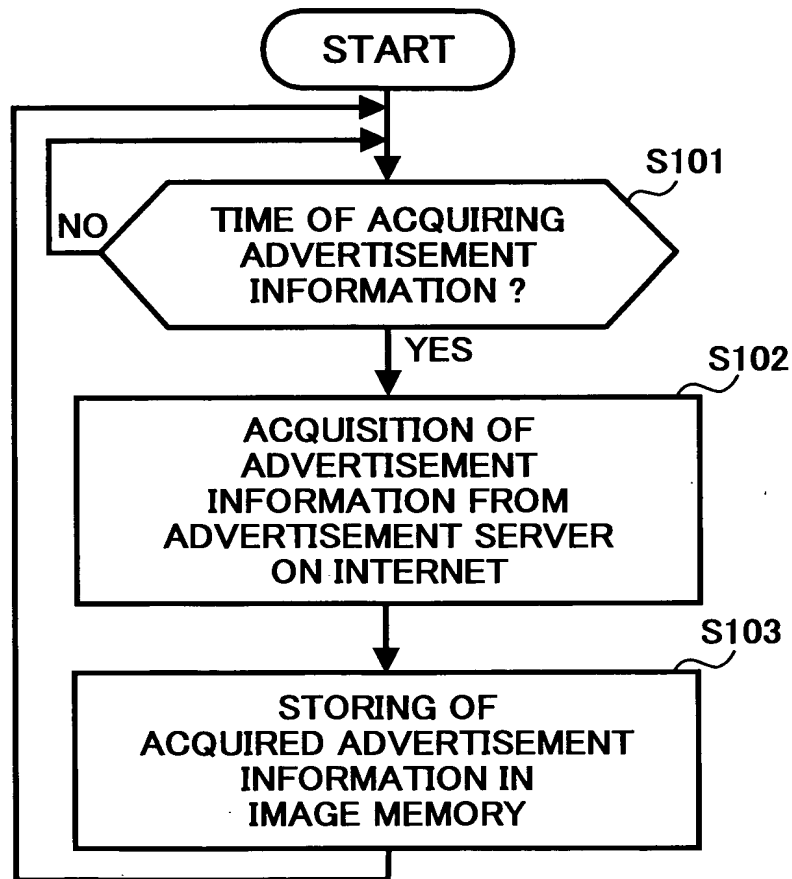 START
S101
NO
TIME OF ACQUIRING
ADVERTISEMENT
INFORMATION ?
YES
S102
ACQUISITION OF
ADVERTISEMENT
INFORMATION FROM
ADVERTISEMENT SERVER
ON INTERNET
S103
STORING OF
ACQUIRED ADVERTISEMENT
INFORMATION IN
IMAGE MEMORY